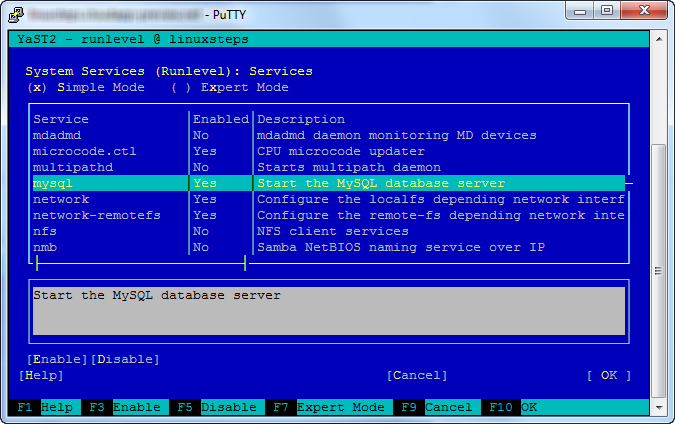 - PuTTY
YaST2 - runlevel @ linuxsteps
System Services (Runlevel): Services
(x) Simple Mode ( ) Expert Mode
Service Enabled Description
mdadmd No mdadmd daemon monitoring MD devices
microcode.ctl Yes CPU microcode updater
multipathd No Starts multipath daemon
mysql Yes Start the MySQL database server
network Yes Configure the localfs depending network interf
network-remotefs Yes Configure the remote-fs depending network inte
nfs No NFS client services
nmb No Samba NetBIOS naming service over IP
Start the MySQL database server
[Enable][Disable]
[Help] [Cancel] [ OK ]
F1 Help F3 Enable F5 Disable F7 Expert Mode F9 Cancel F10 OK